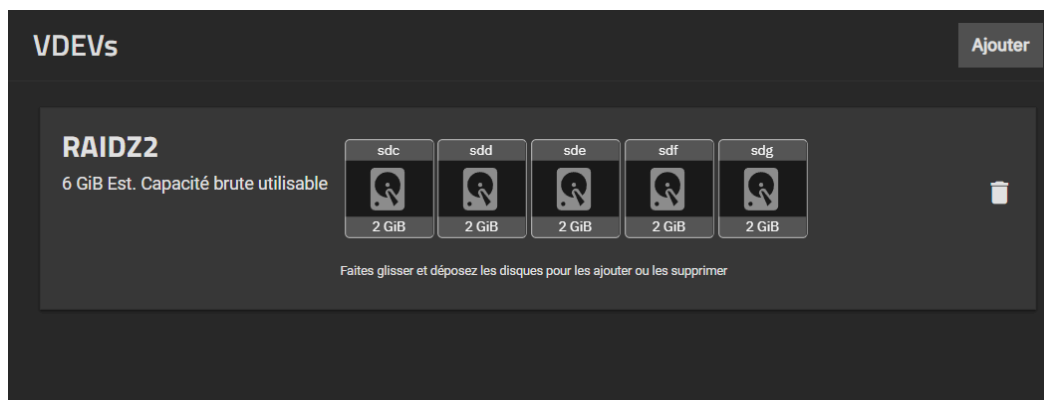 VDEVs
Ajouter
RAIDZ2
6 GiB Est. Capacité brute utilisable
sdc sdd sde sdf sdg
2 GiB 2 GiB 2 GiB 2 GiB 2 GiB
Faites glisser et déposez les disques pour les ajouter ou les supprimer